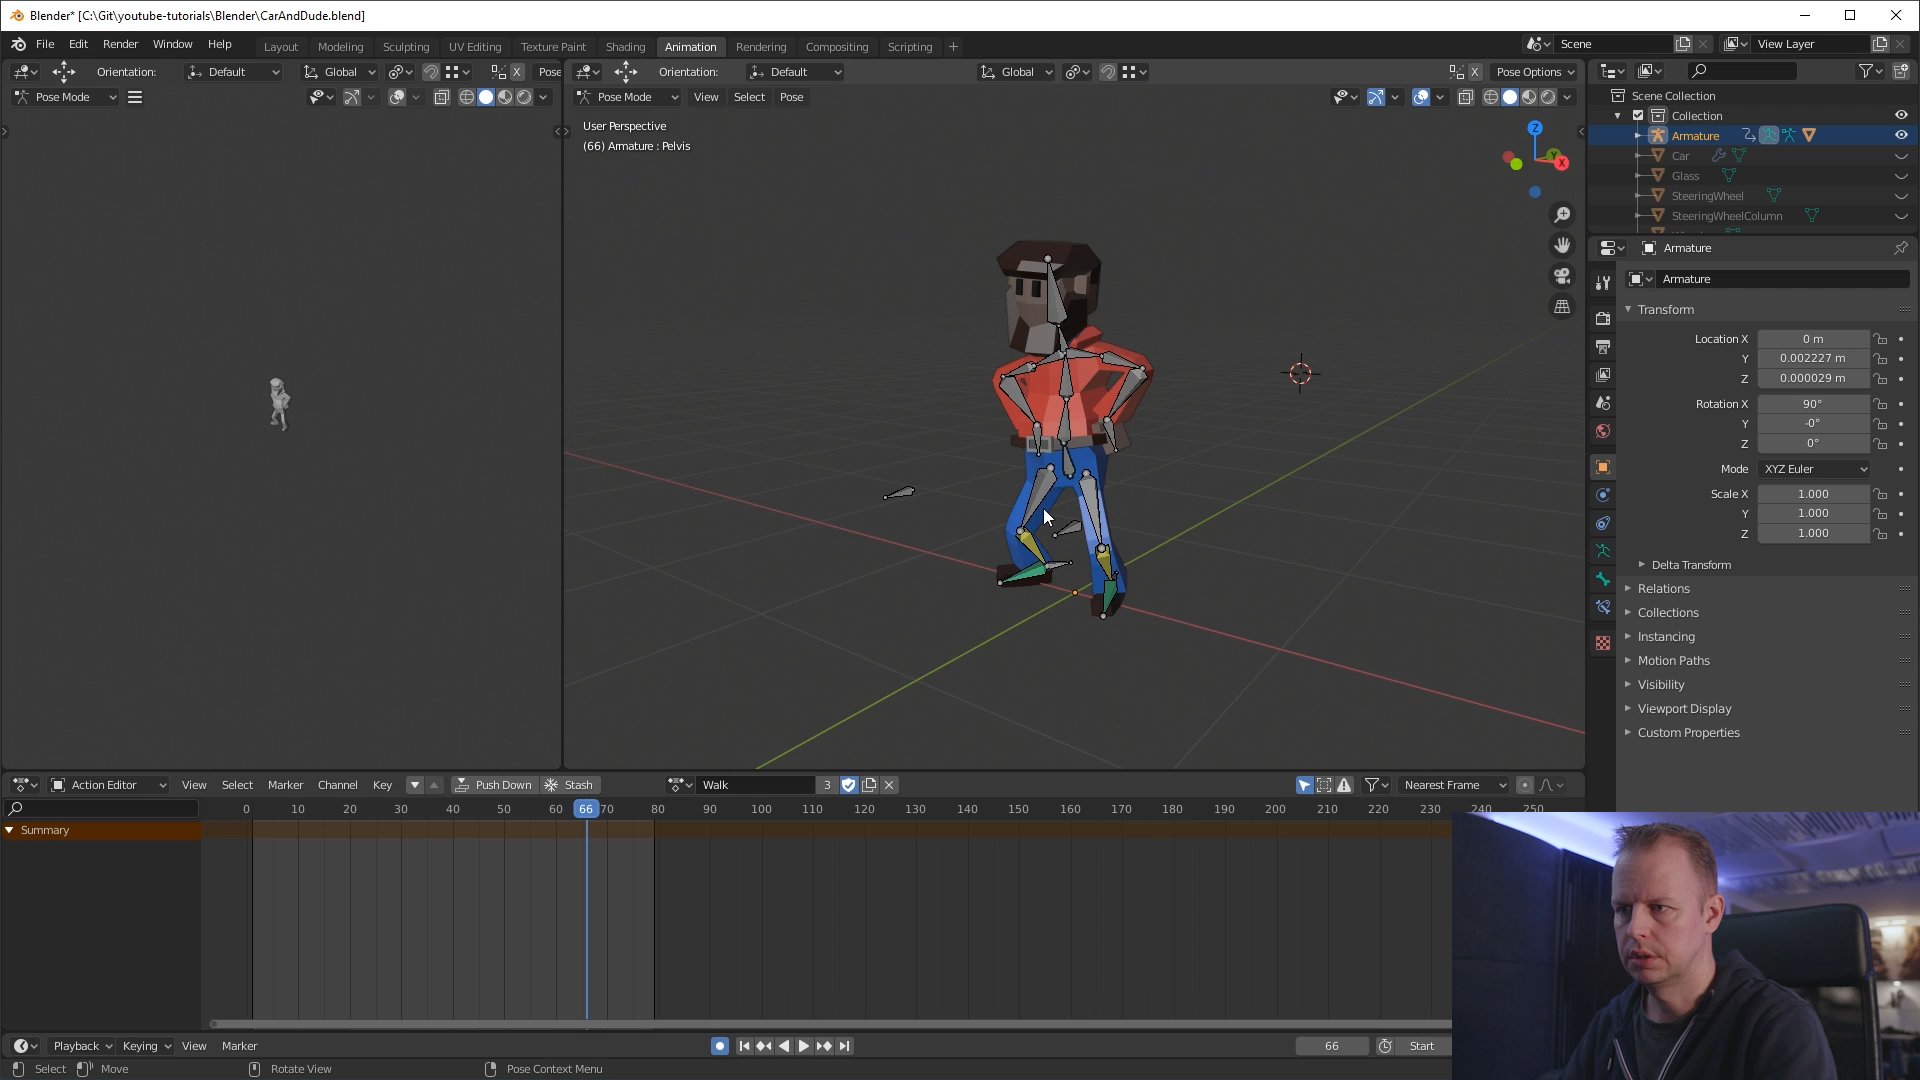 Blender* [C:\Git\youtube-tutorials\Blender\CarAndDude.blend]
File Edit Render Window Help Layout Modeling Sculpting UV Editing Texture Paint Shading Animation Rendering Compositing Scripting + Scene View Layer
Orientation: Default Global X Pose Orientation: Default Global X Pose Options
Pose Mode Pose Mode View Select Pose
User Perspective
(66) Armature : Pelvis
Z
Y
X
Scene Collection
Collection
Armature
Car
Glass
SteeringWheel
SteeringWheelColumn
Armature
Armature
Transform
Location X 0 m
Y 0.002227 m
Z 0.000029 m
Rotation X 90°
Y -0°
Z 0°
Mode XYZ Euler
Scale X 1.000
Y 1.000
Z 1.000
Delta Transform
Relations
Collections
Instancing
Motion Paths
Visibility
Viewport Display
Custom Properties
Action Editor View Select Marker Channel Key Push Down Stash Walk 3 Nearest Frame
0 10 20 30 40 50 60 66 70 80 90 100 110 120 130 140 150 160 170 180 190 200 210 220 230 240 250
Summary
Playback Keying View Marker 66 Start
Select Move Rotate View Pose Context Menu